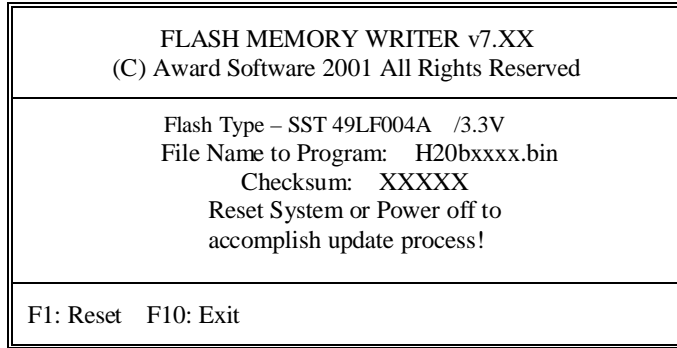 FLASH MEMORY WRITER v7.XX
(C) Award Software 2001 All Rights Reserved
Flash Type – SST 49LF004A /3.3V
File Name to Program: H20bxxxx.bin
Checksum: XXXXX
Reset System or Power off to
accomplish update process!
F1: Reset F10: Exit